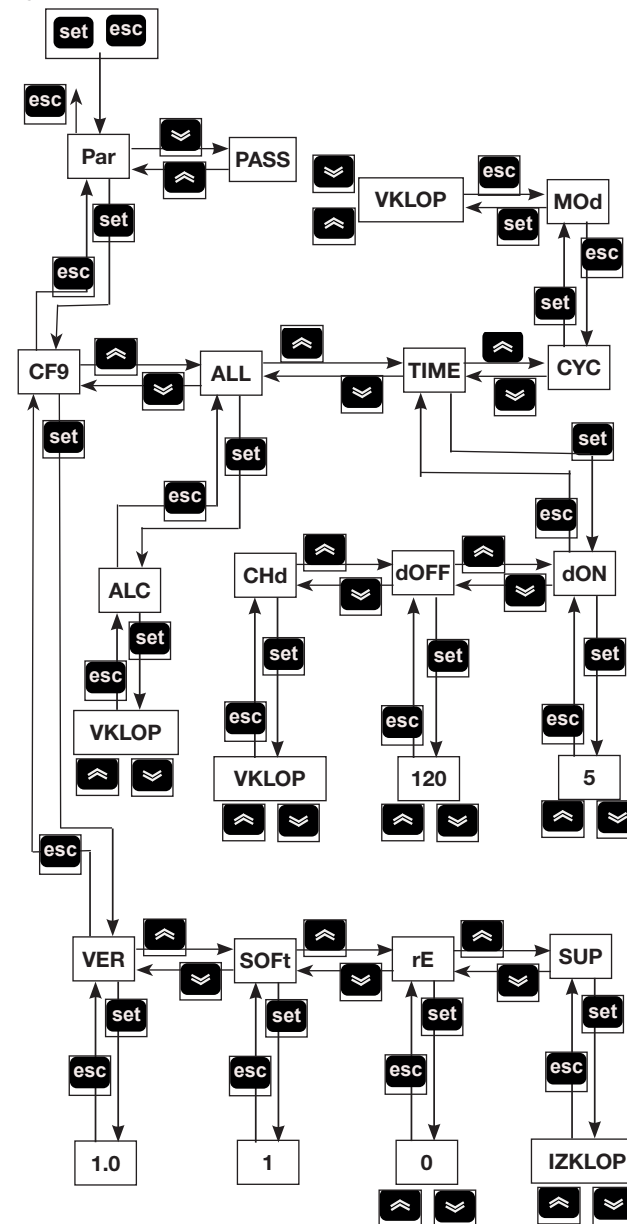 set esc
esc
Par
PASS
set
esc
VKLOP
esc
set
MOd
esc
set
CF9
ALL
TIME
CYC
set
set
esc
set
esc
ALC
CHd
dOFF
dON
set
esc
set
esc
set
esc
set
esc
VKLOP
VKLOP
120
5
esc
VER
SOFt
rE
SUP
set
esc
set
esc
set
esc
set
esc
1.0
1
0
IZKLOP